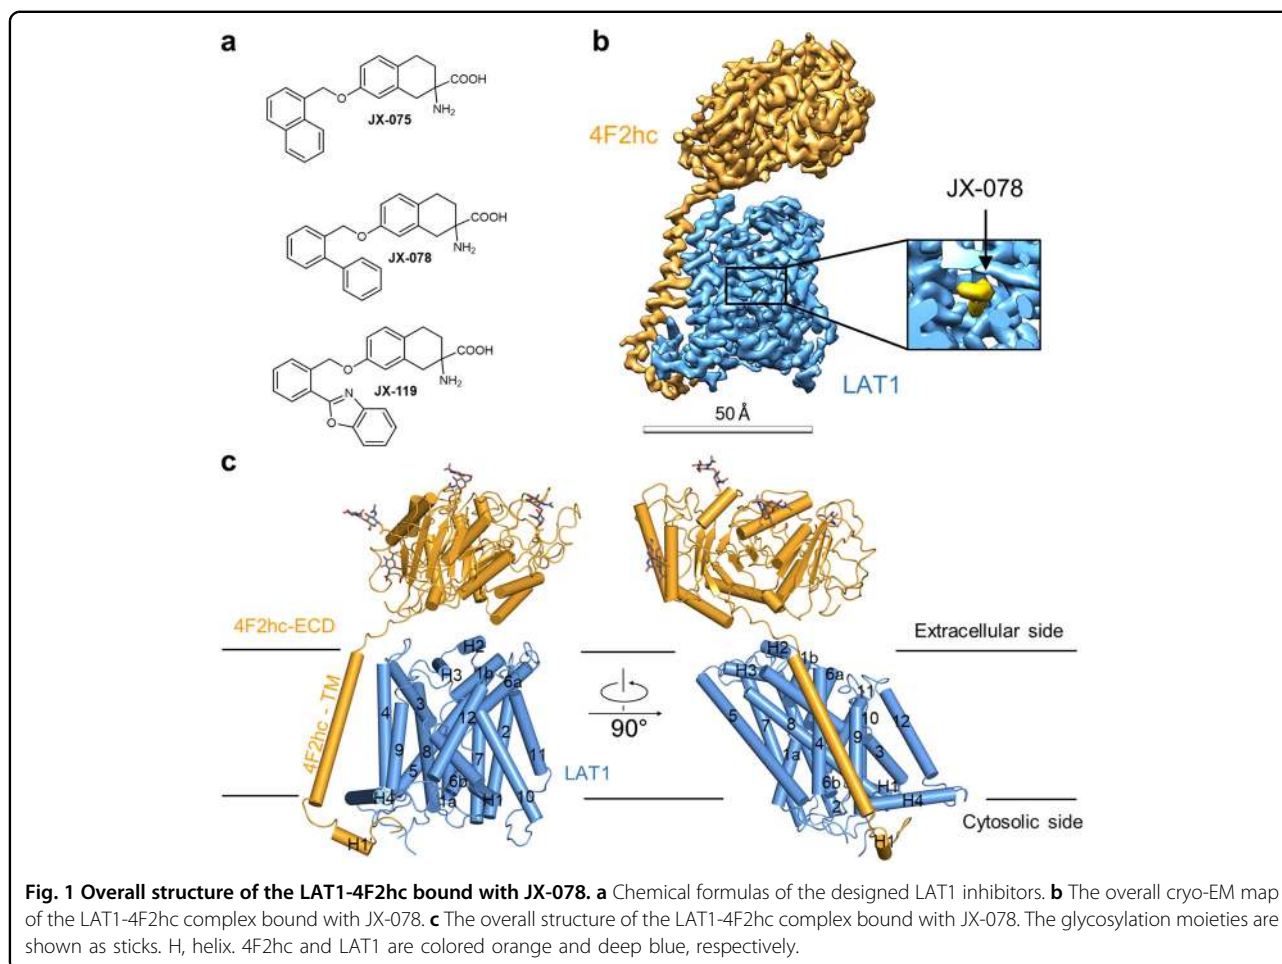 a
COOH
NH2
O
JX-075
COOH
NH2
O
JX-078
COOH
NH2
O
JX-119
N
O
b
4F2hc
JX-078
LAT1
50 Å
c
4F2hc-ECD
4F2hc - TM
H2
H3
1b
6a
4
3
12
2
9
8
7
11
5
6b
H4
1a
H1
10
LAT1
H1
90°
Extracellular side
H2
1b
H3
6a
11
5
7
8
10
12
4
9
3
1a
6b
H1
2
H4
Cytosolic side
H1
Fig. 1 Overall structure of the LAT1-4F2hc bound with JX-078. a Chemical formulas of the designed LAT1 inhibitors. b The overall cryo-EM map
of the LAT1-4F2hc complex bound with JX-078. c The overall structure of the LAT1-4F2hc complex bound with JX-078. The glycosylation moieties are
shown as sticks. H, helix. 4F2hc and LAT1 are colored orange and deep blue, respectively.